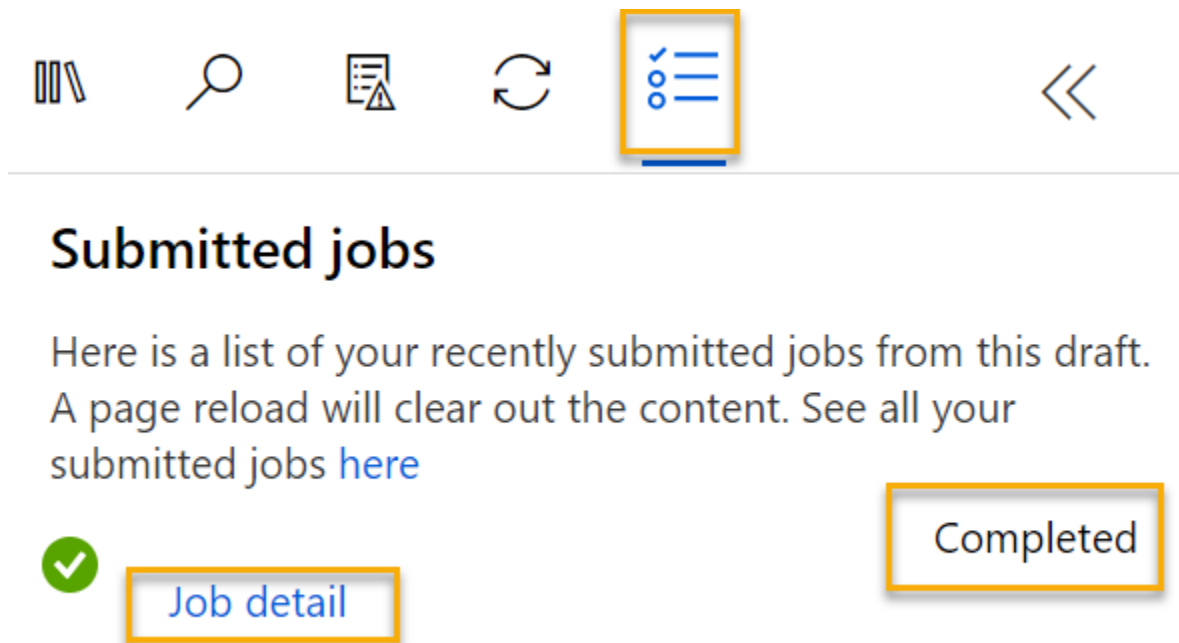 Submitted jobs
Here is a list of your recently submitted jobs from this draft.
A page reload will clear out the content. See all your
submitted jobs here
Completed
Job detail